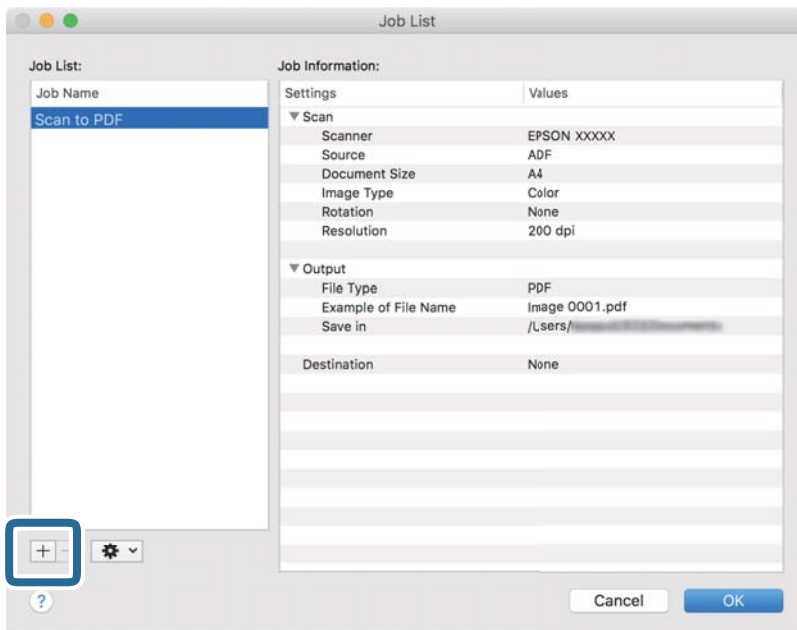 Job List
Job List:
Job Name
Scan to PDF
Job Information:
Settings Values
Scan
Scanner EPSON XXXXX
Source ADF
Document Size A4
Image Type Color
Rotation None
Resolution 200 dpi
Output
File Type PDF
Example of File Name Image 0001.pdf
Save in /Users/
Destination None
+ −
?
Cancel OK